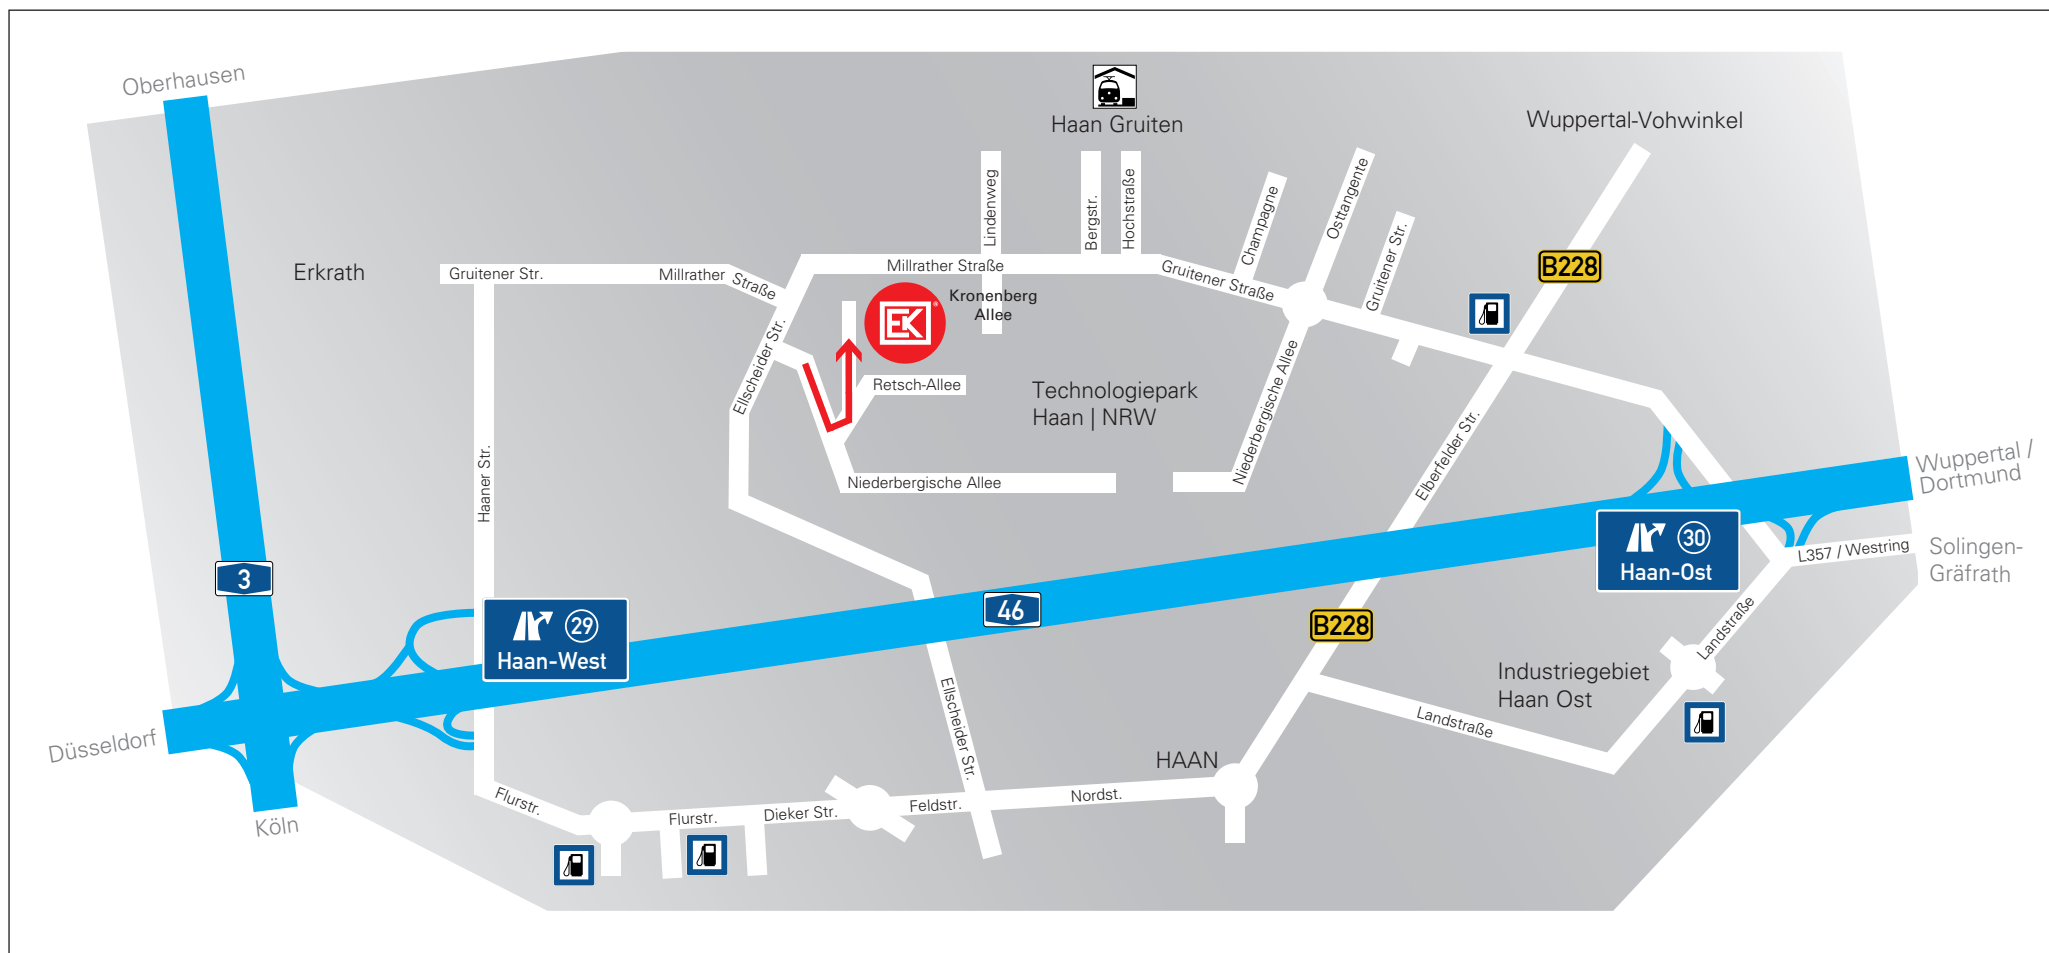 Oberhausen
Haan Gruiten
Wuppertal-Vohwinkel
Erkrath
Gruitener Str.
Millrather Straße
Millrather Straße
Lindenweg
Bergstr.
Hochstraße
Champagne
Osttangente
Gruitener Str.
Gruitener Straße
B228
EK
®
Kronenberg
Allee
Ellscheider Str.
Retsch-Allee
Technologiepark
Haan | NRW
Niederbergische Allee
Niederbergische Allee
Elberfelder Str.
Haaner Str.
Wuppertal /
Dortmund
30
Haan-Ost
L357 / Westring
Solingen-
Gräfrath
3
46
29
Haan-West
B228
Landstraße
Industriegebiet
Haan Ost
Landstraße
Ellscheider Str.
Düsseldorf
Köln
HAAN
Flurstr.
Flurstr.
Dieker Str.
Feldstr.
Nordst.